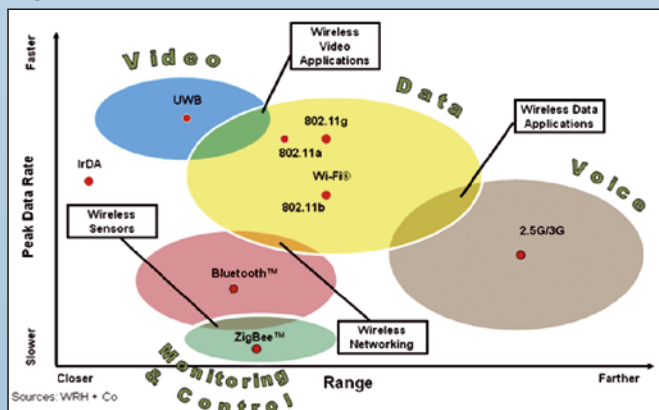 Faster
Peak Data Rate
Slower
Video
Wireless
Video
Applications
Data
UWB
802.11g
802.11a
Wi-Fi®
802.11b
Wireless Data
Applications
Voice
IrDA
Wireless
Sensors
2.5G/3G
Bluetooth™
ZigBee™
Wireless
Networking
Monitoring
& Control
Closer
Range
Farther
Sources: WRH + Co